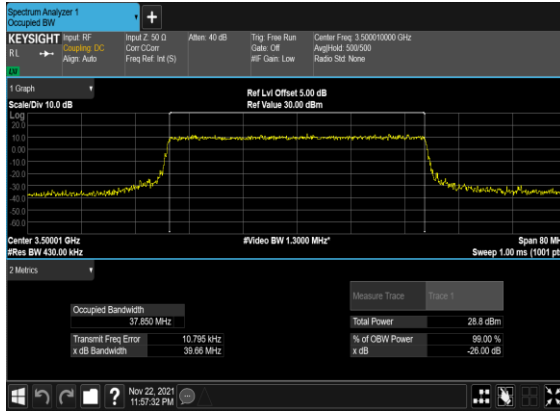 Spectrum Analyzer 1
Occupied BW
KEYSIGHT Input: RF Input Z: 50 Ω Atten: 40 dB Trig: Free Run Center Freq: 3.500010000 GHz
RL Coupling: DC Corr CCorr Gate: Off Avg|Hold: 500/500
Align: Auto Freq Ref: Int (S) #IF Gain: Low Radio Std: None
LU
1 Graph
Ref Lvl Offset 5.00 dB
Scale/Div 10.0 dB Ref Value 30.00 dBm
Log
20.0
10.0
0.00
-10.0
-20.0
-30.0
-40.0
-50.0
-60.0
Center 3.50001 GHz #Video BW 1.3000 MHz* Span 80 MH
#Res BW 430.00 kHz Sweep 1.00 ms (1001 pt
2 Metrics
Measure Trace Trace 1
Occupied Bandwidth
37.850 MHz
Total Power 28.8 dBm
Transmit Freq Error 10.795 kHz % of OBW Power 99.00 %
x dB Bandwidth 39.66 MHz x dB -26.00 dB
Nov 22, 2021
11:57:32 PM